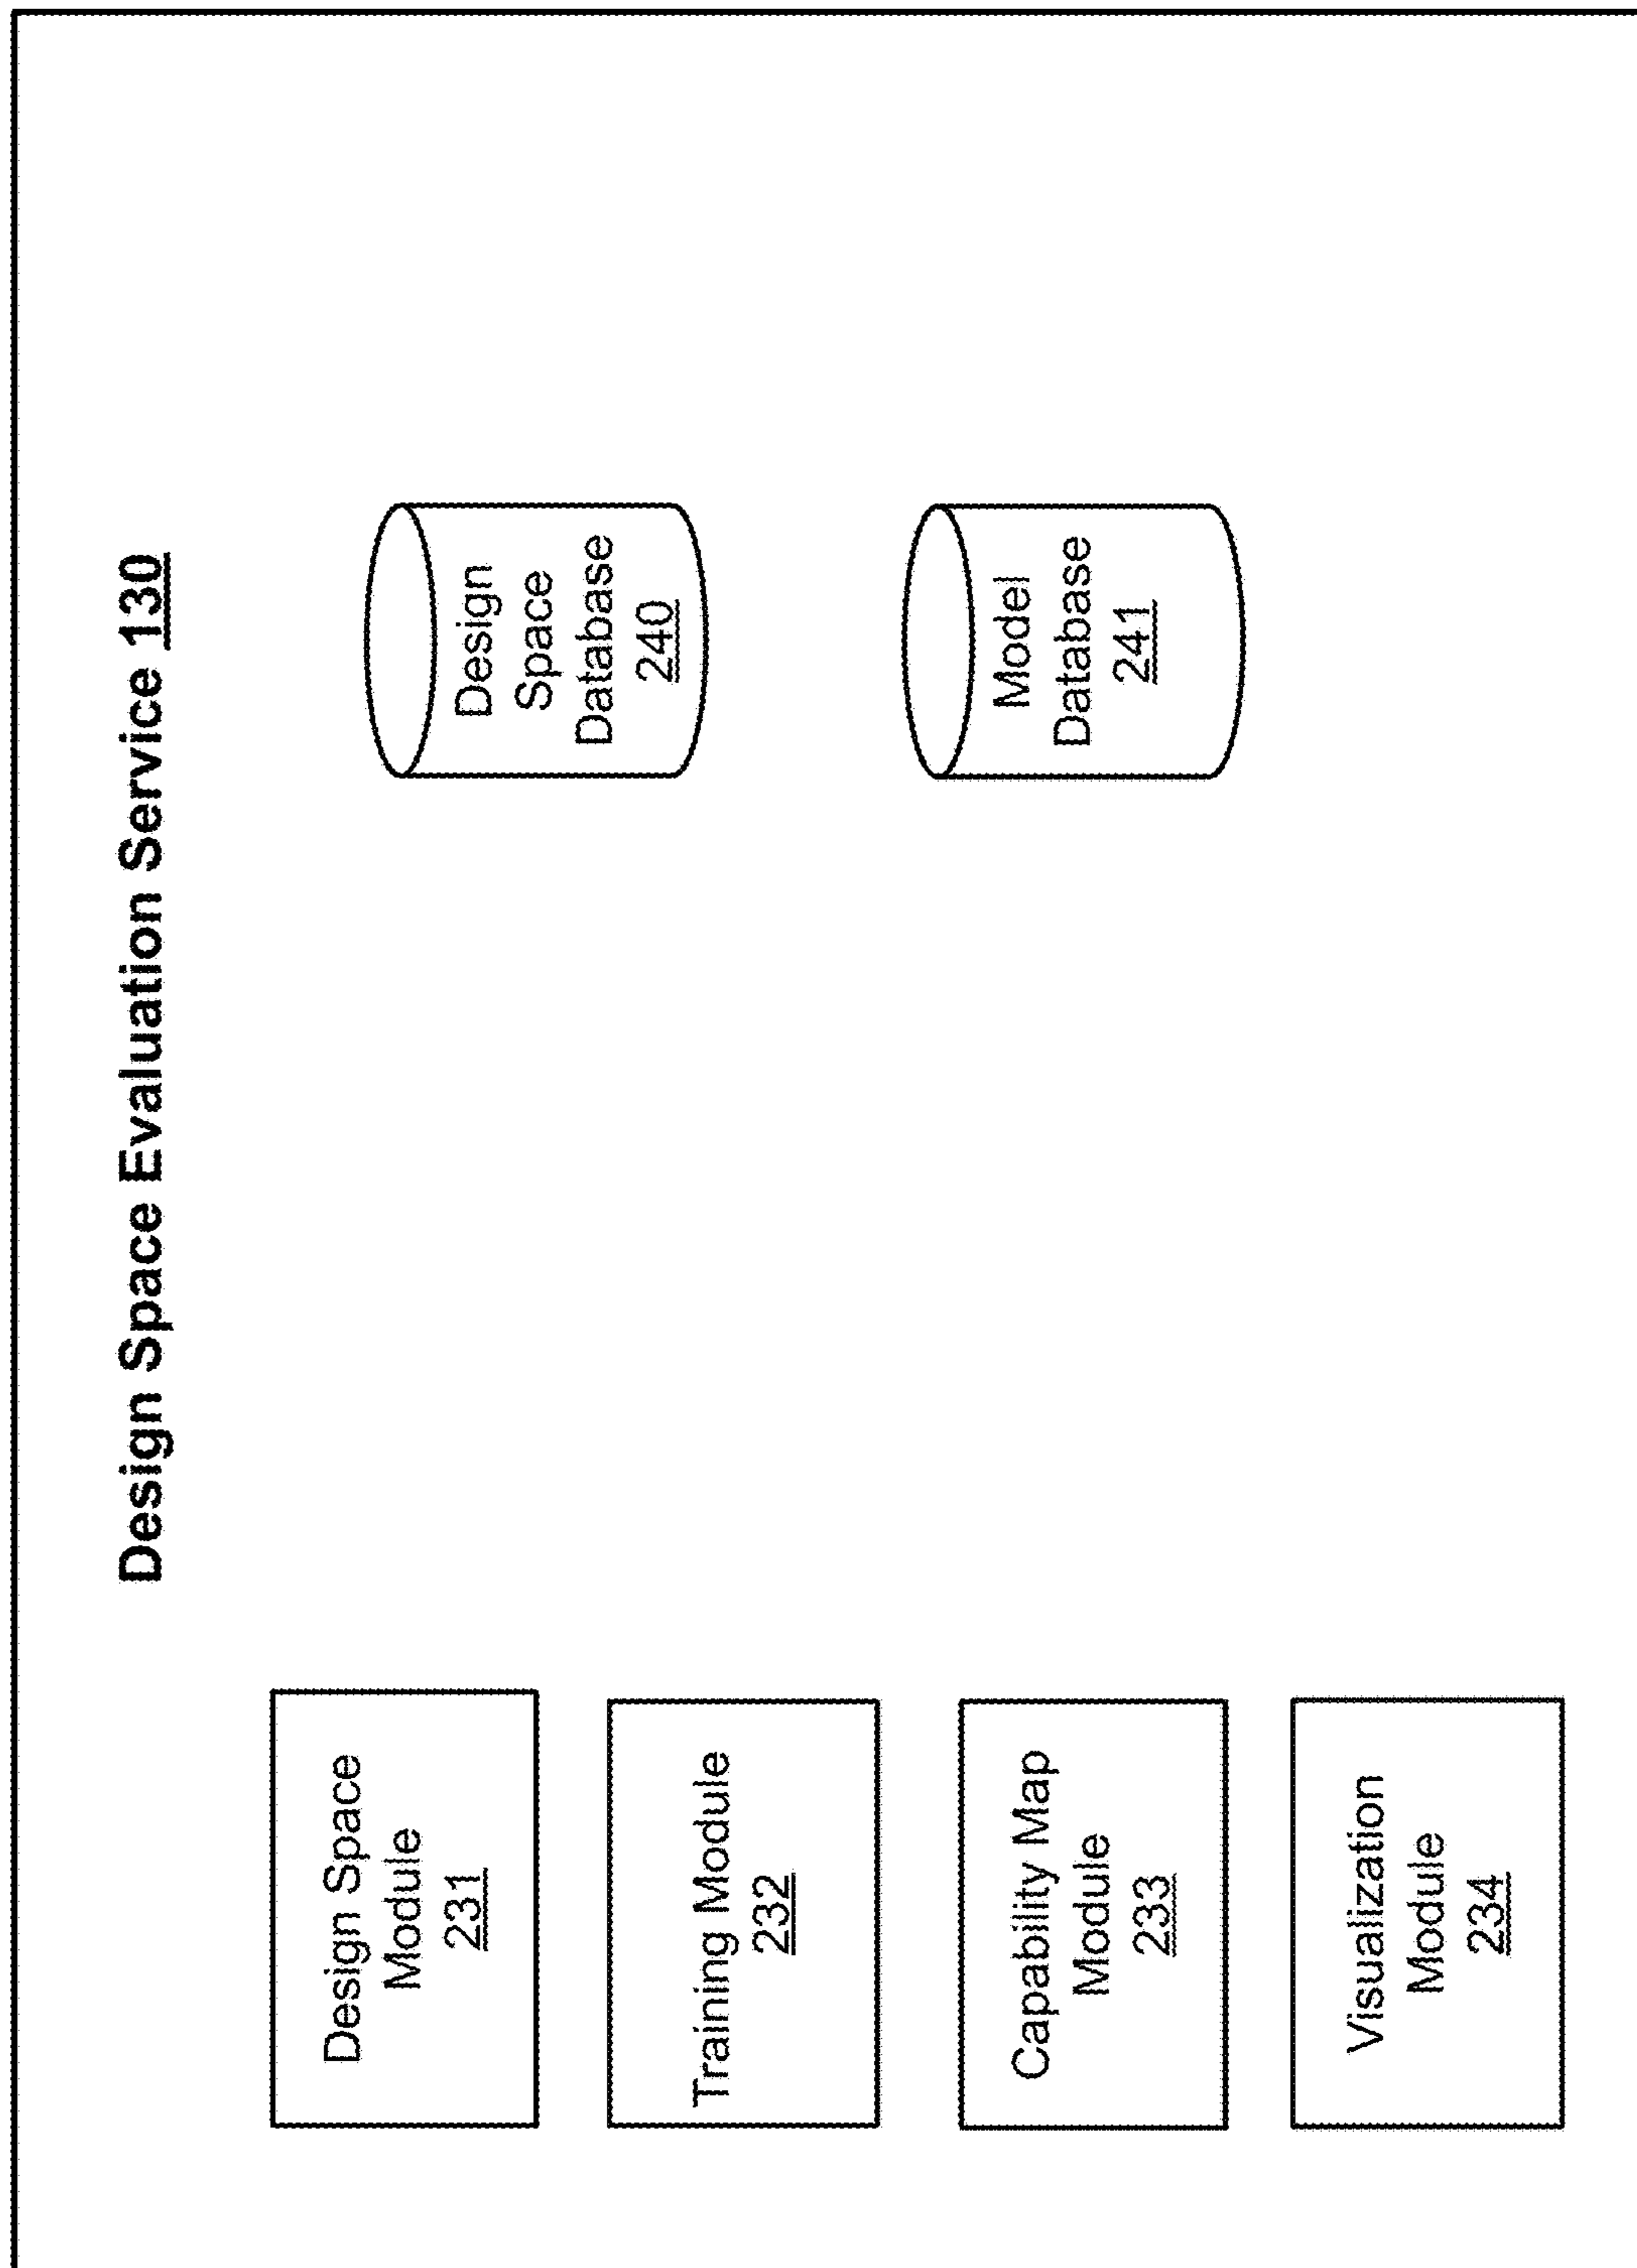 Design Space Evaluation Service 130
Design Space
Module
231
Training Module
232
Capability Map
Module
233
Visualization
Module
234
Design
Space
Database
240
Model
Database
241